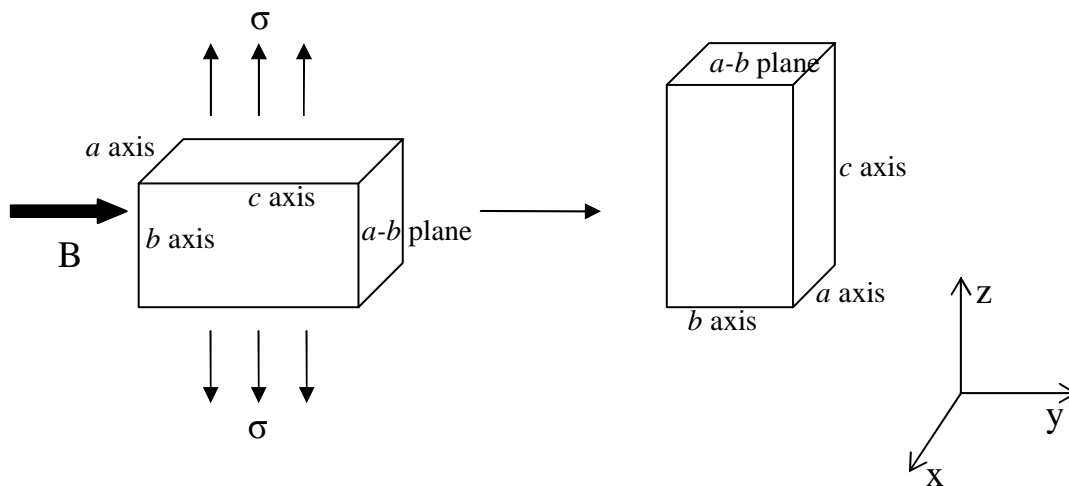 σ
a axis
c axis
b axis
a-b plane
B
σ
a-b plane
c axis
a axis
b axis
z
y
x